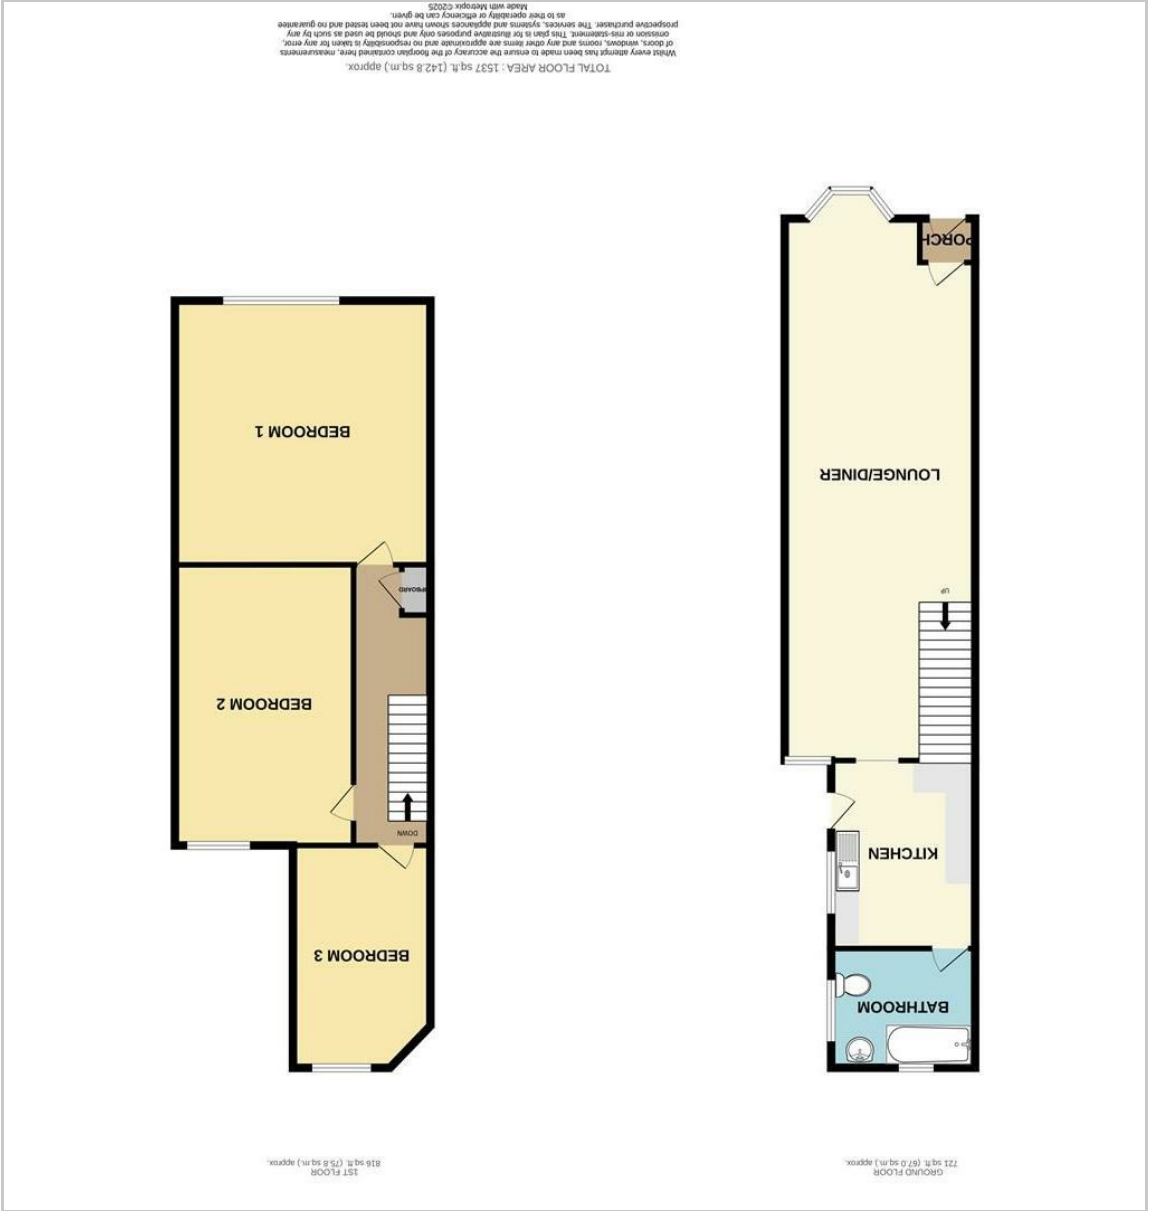 GROUND FLOOR
721 sq.ft. (67.0 sq.m.) approx.
BATHROOM
KITCHEN
UP
LOUNGE/DINER
PORCH
1ST FLOOR
816 sq.ft. (75.8 sq.m.) approx.
BEDROOM 3
DOWN
BEDROOM 2
CUPBOARD
BEDROOM 1
TOTAL FLOOR AREA : 1537 sq.ft. (142.8 sq.m.) approx.
Whilst every attempt has been made to ensure the accuracy of the floorplan contained here, measurements
of doors, windows, rooms and any other items are approximate and no responsibility is taken for any error,
omission or mis-statement. This plan is for illustrative purposes only and should be used as such by any
prospective purchaser. The services, systems and appliances shown have not been tested and no guarantee
as to their operability or efficiency can be given.
Made with Metropix ©2025